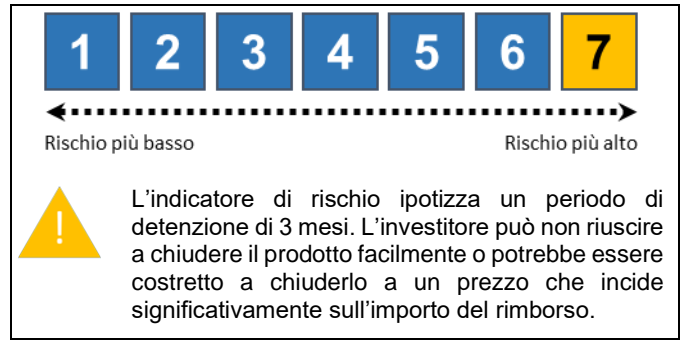 1 2 3 4 5 6 7
Rischio più basso Rischio più alto
! L'indicatore di rischio ipotizza un periodo di
detenzione di 3 mesi. L'investitore può non riuscire
a chiudere il prodotto facilmente o potrebbe essere
costretto a chiuderlo a un prezzo che incide
significativamente sull'importo del rimborso.